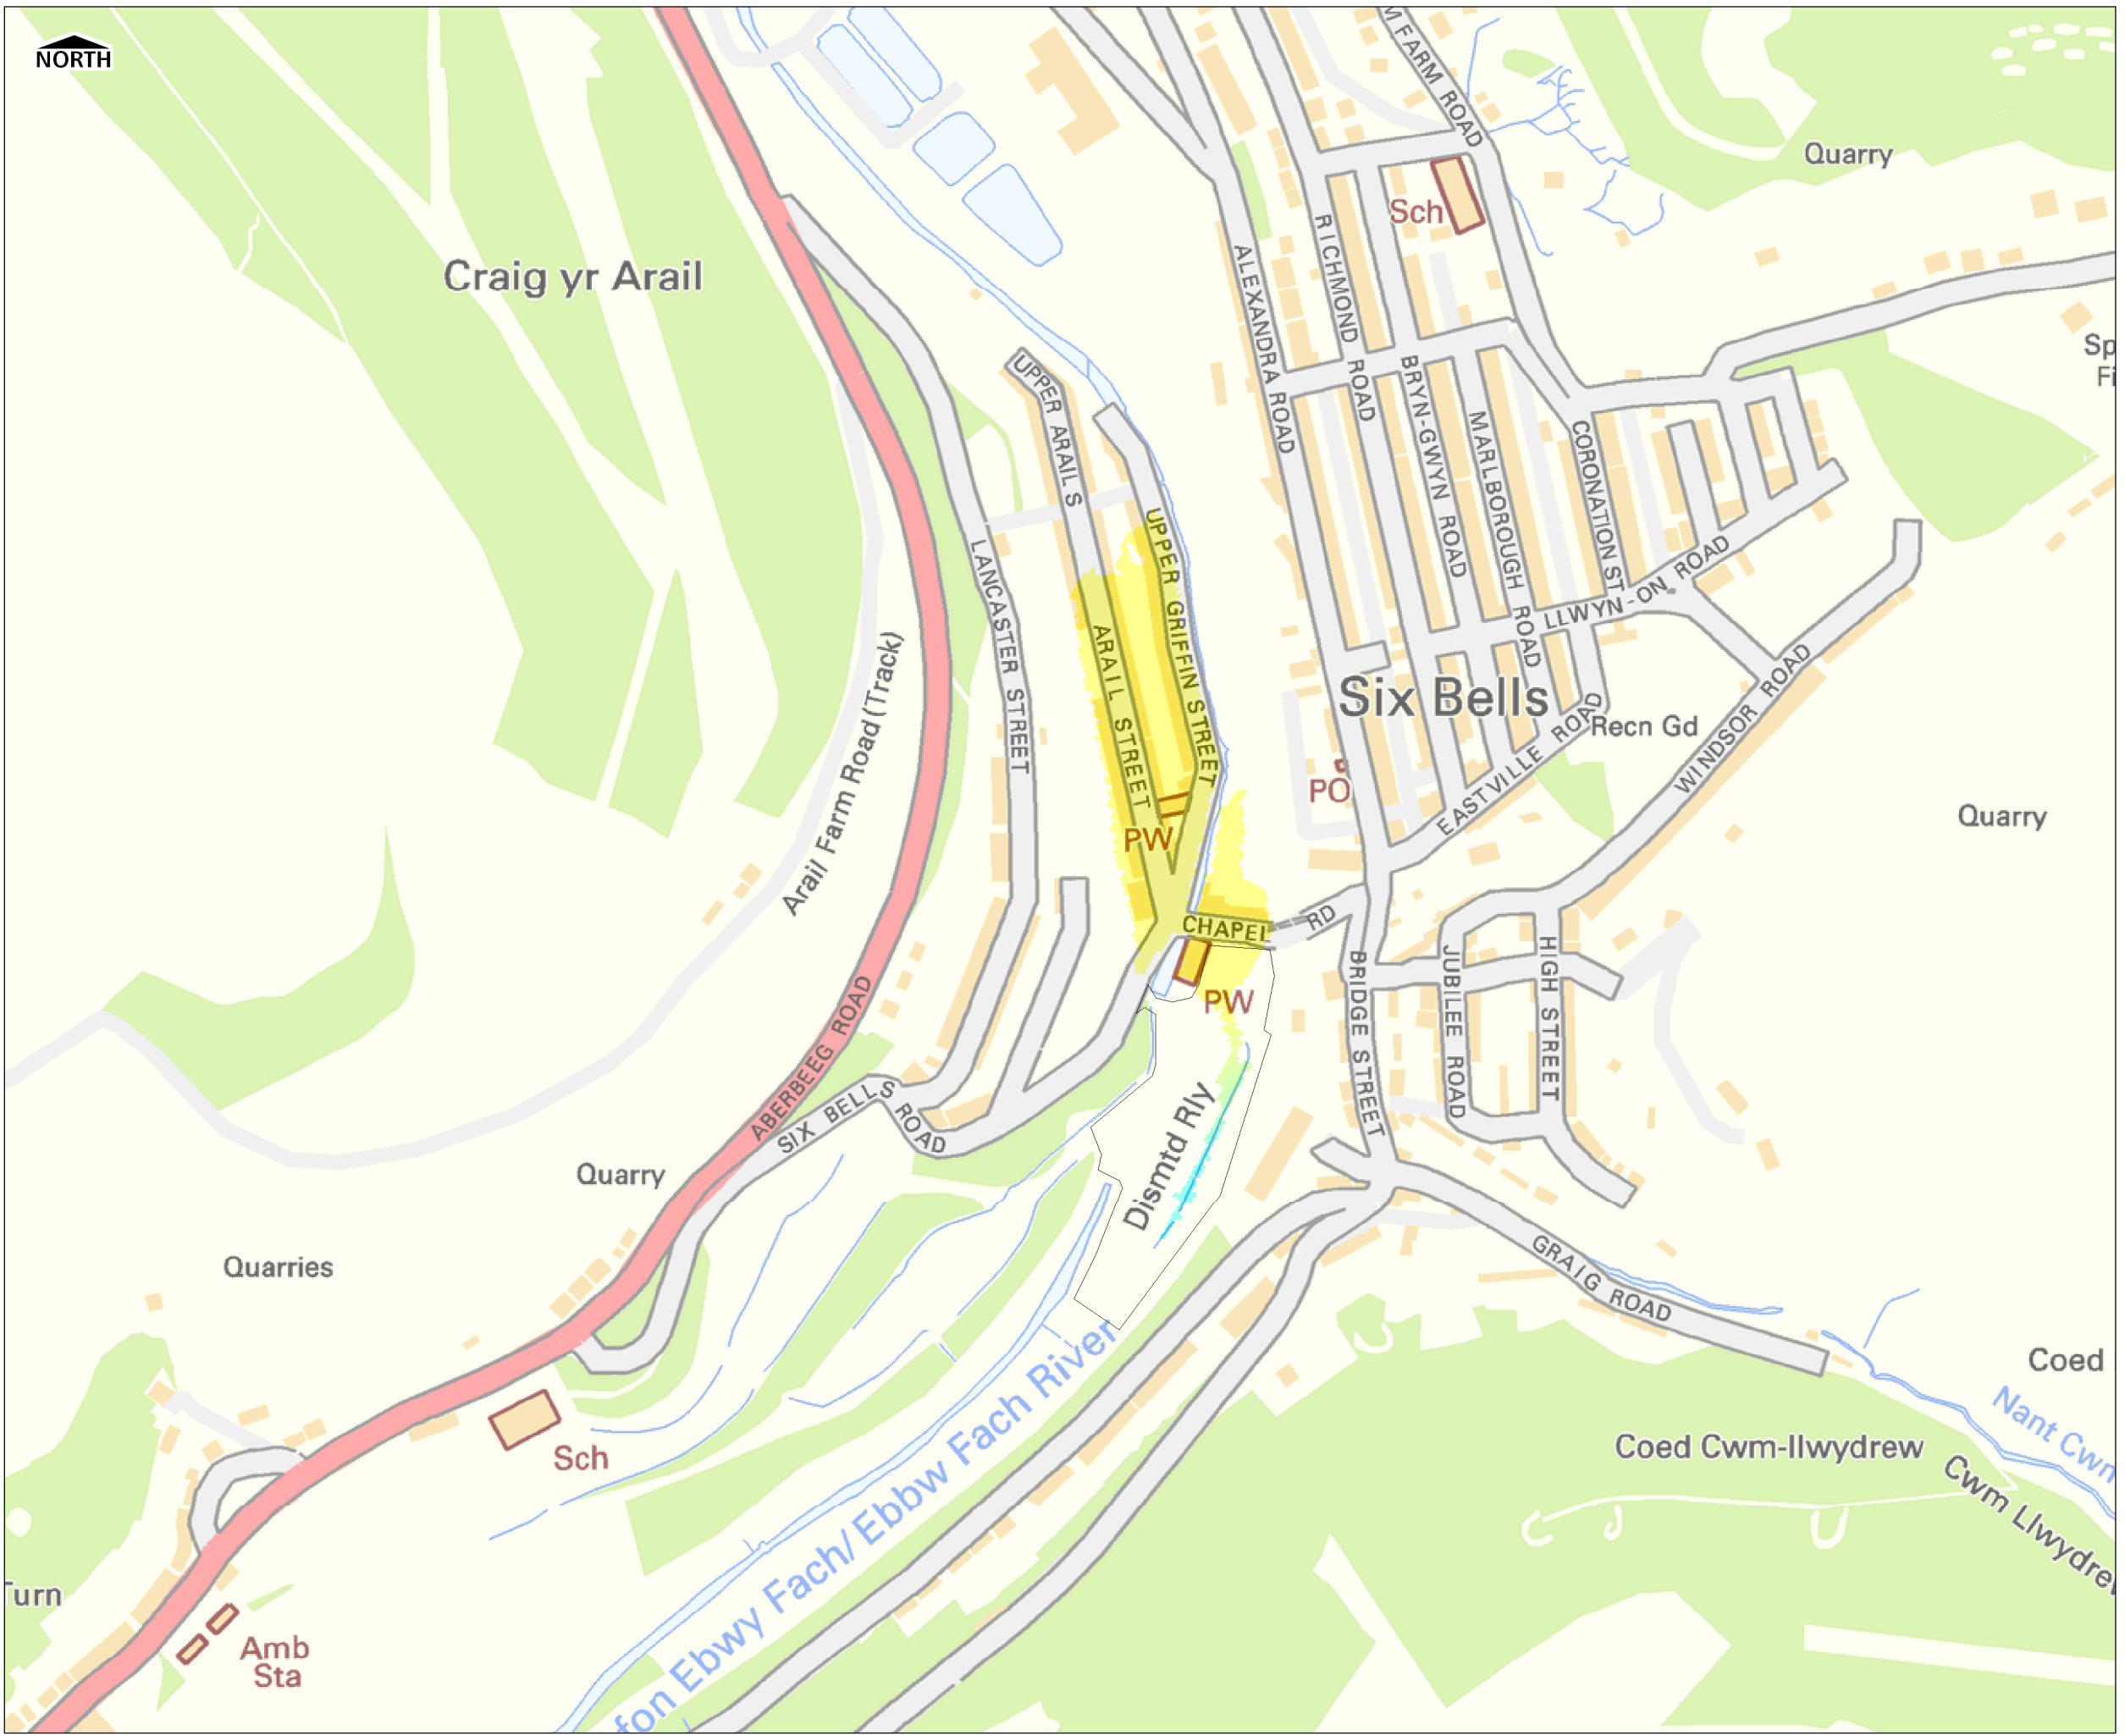 NORTH
M FARM ROAD
Quarry
Sch
Craig yr Arail
ALEXANDRA ROAD
RICHMOND ROAD
Sp
Fi
UPPER ARAIL S
BRYN-GWYN ROAD
MARLBOROUGH ROAD
CORONATION ST
UPPER GRIFFIN STREET
LANCASTER STREET
LLWYN-ON ROAD
ARAIL STREET
Arail Farm Road (Track)
Six Bells
Recn Gd
WINDSOR ROAD
EASTVILLE ROAD
PO
Quarry
PW
CHAPEL RD
BRIDGE STREET
JUBILEE ROAD
HIGH STREET
PW
ABERBEEG ROAD
SIX BELLS ROAD
Dismtd Rly
Quarry
Quarries
GRAIG ROAD
Coed
Nant Cwm
Coed Cwm-llwydrew
Cwm Llwydrew
Sch
fon Ebwy Fach/ Ebbw Fach River
Turn
Amb
Sta